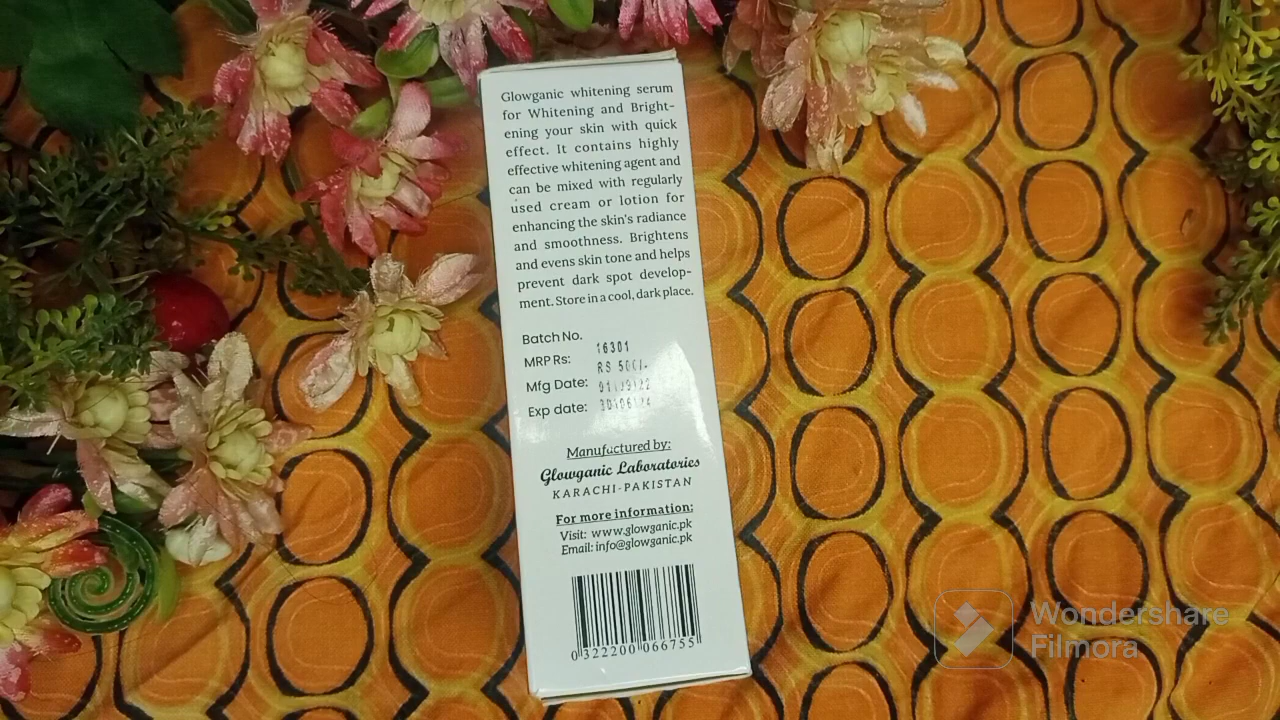 Glowganic whitening serum
for Whitening and Bright-
ening your skin with quick
effect. It contains highly
effective whitening agent and
can be mixed with regularly
used cream or lotion for
enhancing the skin's radiance
and smoothness. Brightens
and evens skin tone and helps
prevent dark spot develop-
ment. Store in a cool, dark place.
Batch No. 16301
MRP Rs: RS
Mfg Date:
Exp date:
Manufactured by:
Glowganic Laboratories
KARACHI-PAKISTAN
For more information:
Visit: www.glowganic.pk
Email: info@glowganic.pk
0 322200 066755
Wondershare
Filmora